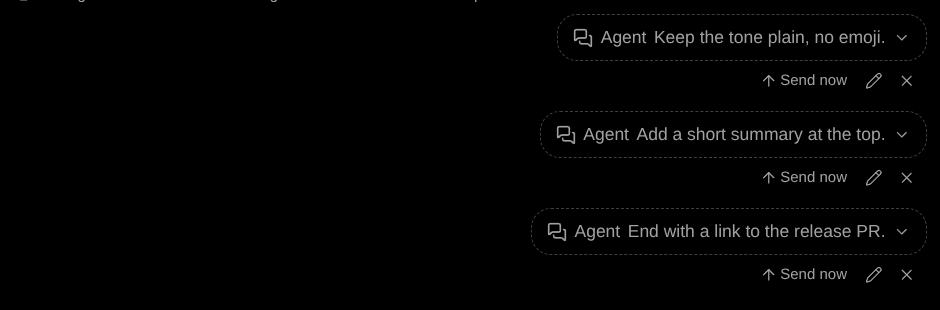 Agent Keep the tone plain, no emoji.
Send now
Agent Add a short summary at the top.
Send now
Agent End with a link to the release PR.
Send now